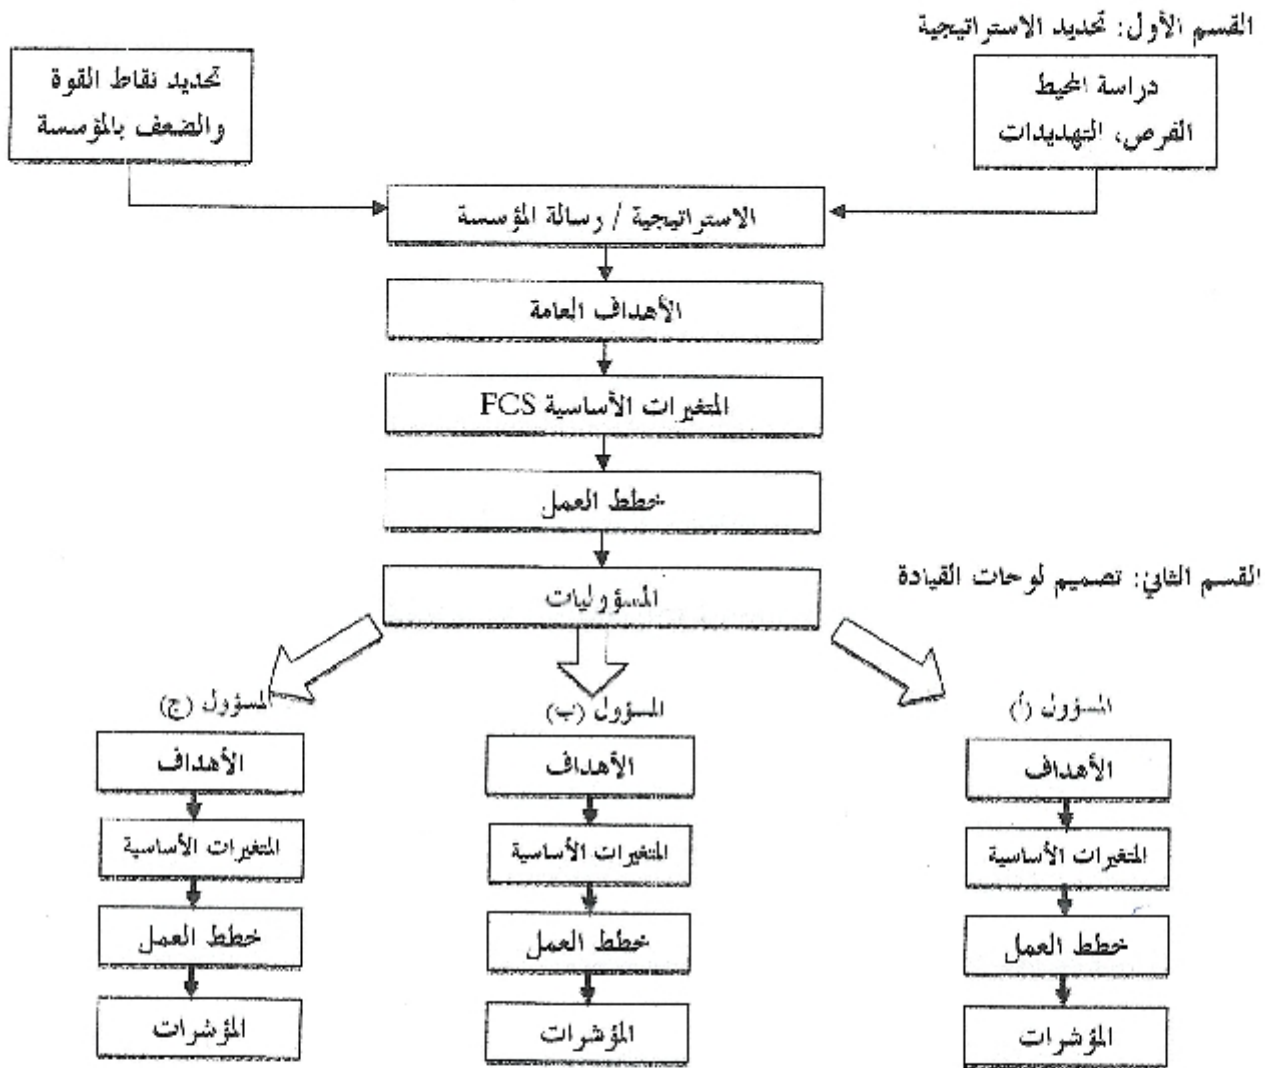 القسم الأول: تحديد الاستراتيجية
دراسة المحيط
الفرص، التهديدات
تحديد نقاط القوة
والضعف بالمؤسسة
الاستراتيجية / رسالة المؤسسة
الأهداف العامة
المتغيرات الأساسية FCS
خطط العمل
القسم الثاني: تصميم لوحات القيادة
المسؤوليات
المسؤول (أ)
الأهداف
المتغيرات الأساسية
خطط العمل
المؤشرات
المسؤول (ب)
الأهداف
المتغيرات الأساسية
خطط العمل
المؤشرات
المسؤول (ج)
الأهداف
المتغيرات الأساسية
خطط العمل
المؤشرات